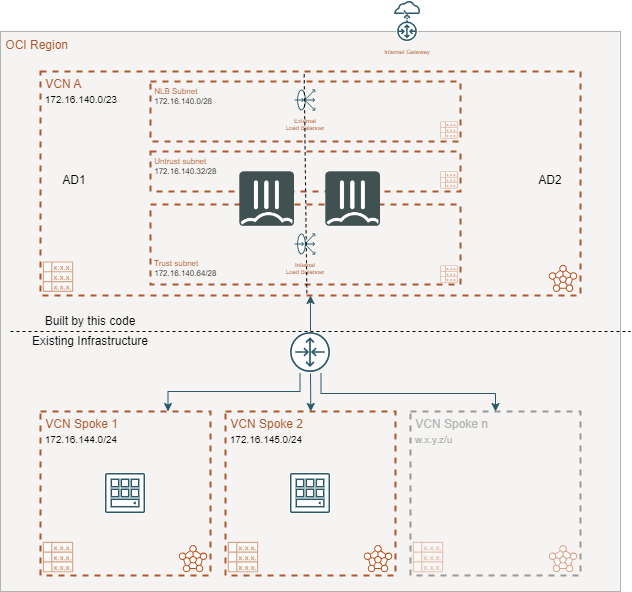 Internet Gateway
OCI Region
VCN A
172.16.140.0/23
NLB Subnet
172.16.140.0/28
External
Load Balancer
x.x.x.
x.x.x.
x.x.x.
Untrust subnet
172.16.140.32/28
x.x.x.
x.x.x.
x.x.x.
AD1
AD2
Trust subnet
172.16.140.64/28
Internal
Load Balancer
x.x.x.
x.x.x.
x.x.x.
x.x.x.
x.x.x.
x.x.x.
Built by this code
Existing Infrastructure
VCN Spoke 1
172.16.144.0/24
x.x.x.
x.x.x.
x.x.x.
VCN Spoke 2
172.16.145.0/24
x.x.x.
x.x.x.
x.x.x.
VCN Spoke n
w.x.y.z/u
x.x.x.
x.x.x.
x.x.x.